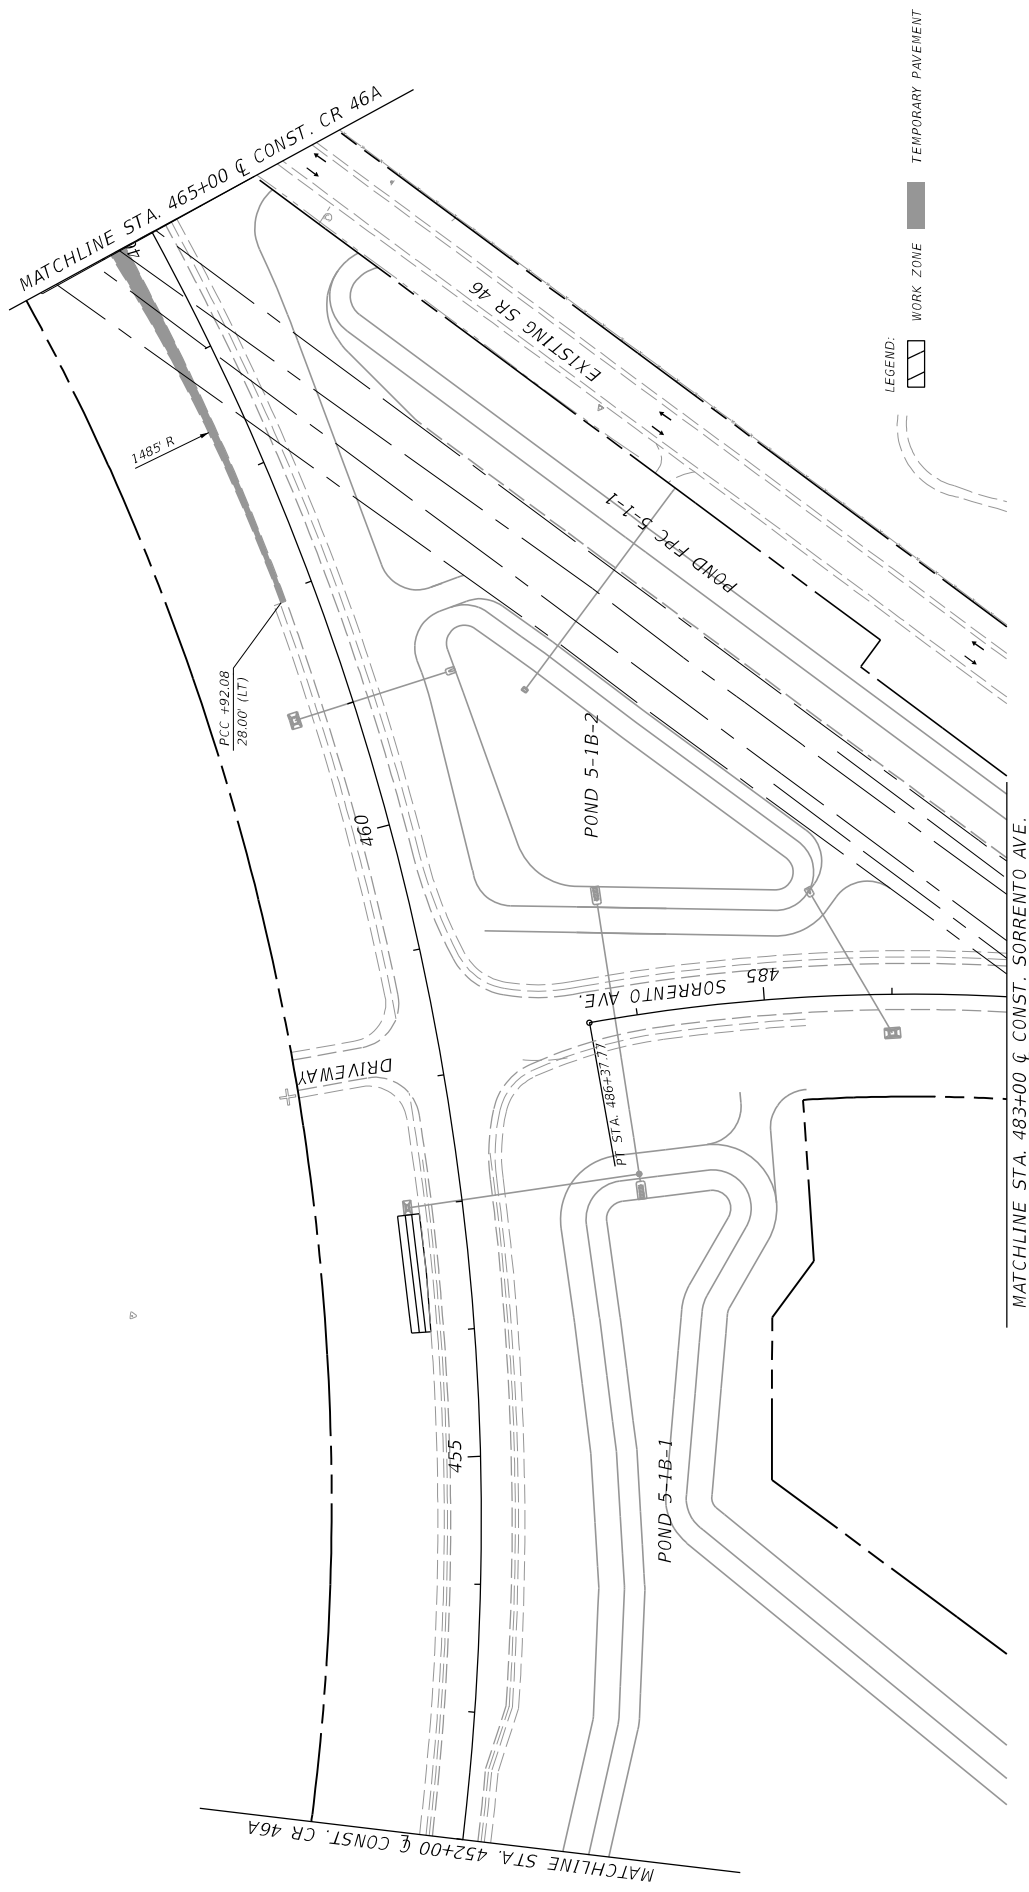 TEMPORARY PAVEMENT
WORK ZONE
LEGEND:
MATCHLINE STA. 465+00 ℄ CONST. CR 46A
EXISTING SR 46
1485' R
POND FPC 5-1-1
PCC +92.08
28.00' (LT)
POND 5-1B-2
460
485
SORRENTO AVE.
DRIVEWAY
PT STA. 486+37.77
MATCHLINE STA. 483+00 ℄ CONST. SORRENTO AVE.
455
POND 5-1B-1
MATCHLINE STA. 452+00 ℄ CONST. CR 46A